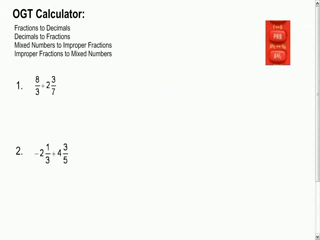 OGT Calculator:
Fractions to Decimals
Decimals to Fractions
Mixed Numbers to Improper Fractions
Improper Fractions to Mixed Numbers
1. 8/3 + 2 3/7
2. -2 1/3 + 4 3/5